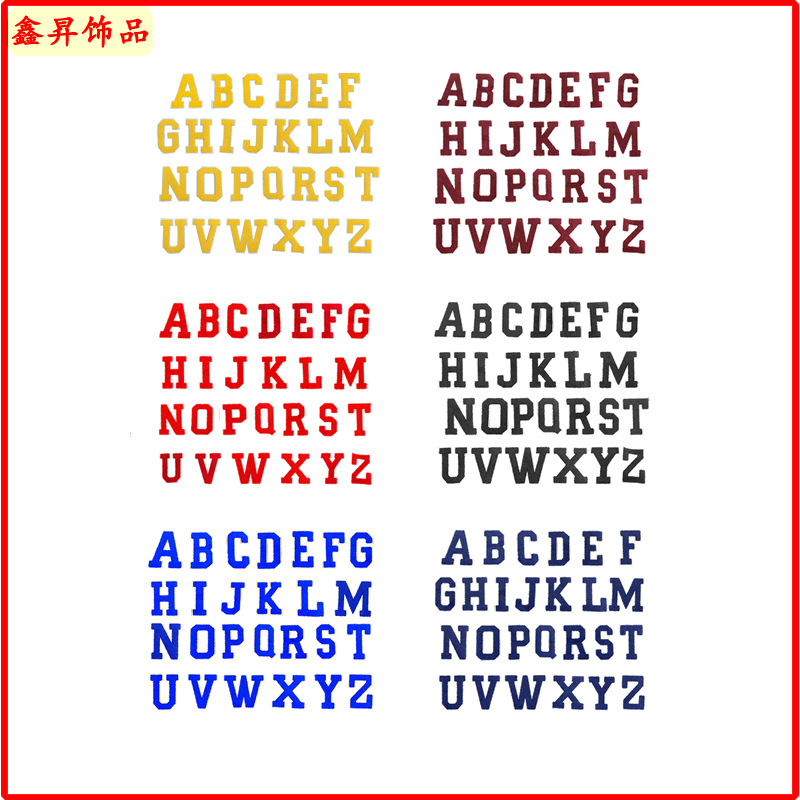 鑫昇饰品
ABCDEF
GHIJKLM
NOPQRST
UVWXYZ
ABCDEFG
HIJKLM
NOPQRST
UVWXYZ
ABCDEFG
HIJKLM
NOPQRST
UVWXYZ
ABCDEFG
HIJKLM
NOPQRST
UVWXYZ
ABCDEFG
HIJKLM
NOPQRST
UVWXYZ
ABCDEF
GHIJKLM
NOPQRST
UVWXYZ